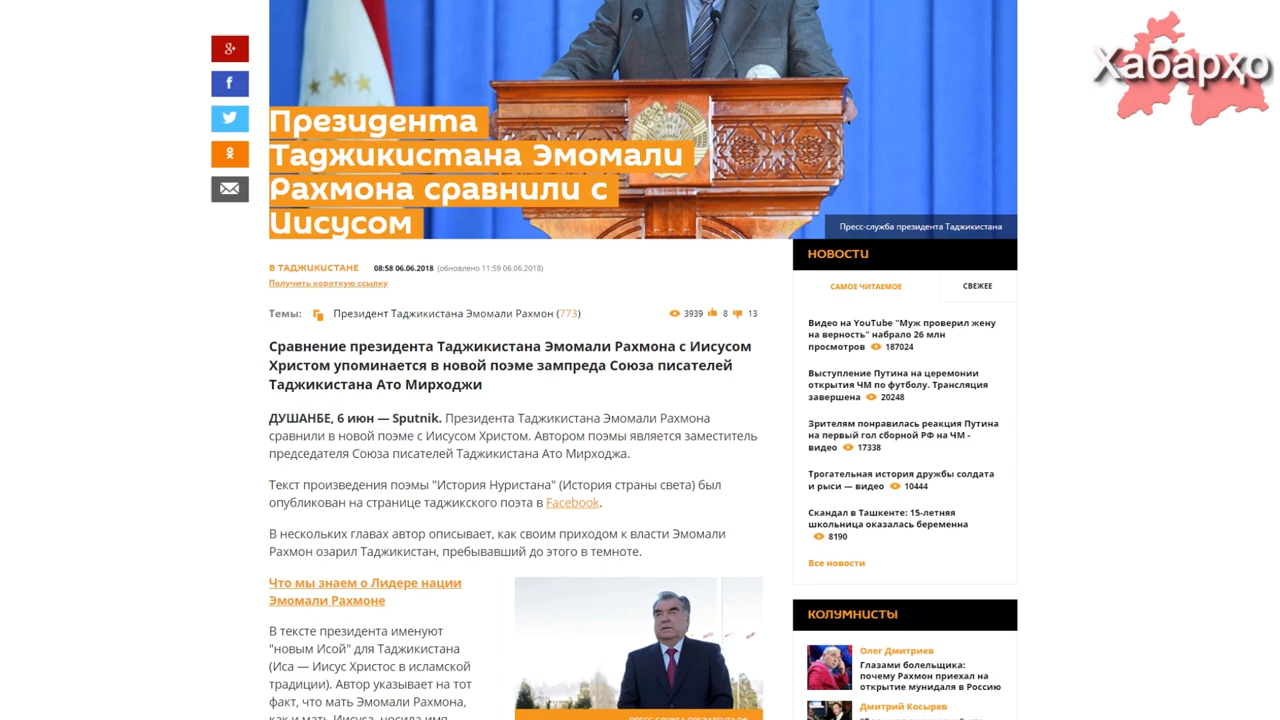 Хабарҳо
g+
f
Президента
Таджикистана Эмомали
Рахмона сравнили с
Иисусом
Пресс-служба президента Таджикистана
В ТАДЖИКИСТАНЕ 08:58 06.06.2018 (обновлено 11:59 06.06.2018)
Получить короткую ссылку
Темы: Президент Таджикистана Эмомали Рахмон (773) 3939 8 13
Сравнение президента Таджикистана Эмомали Рахмона с Иисусом
Христом упоминается в новой поэме зампреда Союза писателей
Таджикистана Ато Мирходжи
ДУШАНБЕ, 6 июн — Sputnik. Президента Таджикистана Эмомали Рахмона
сравнили в новой поэме с Иисусом Христом. Автором поэмы является заместитель
председателя Союза писателей Таджикистана Ато Мирходжа.
Текст произведения поэмы "История Нуристана" (История страны света) был
опубликован на странице таджикского поэта в Facebook.
В нескольких главах автор описывает, как своим приходом к власти Эмомали
Рахмон озарил Таджикистан, пребывавший до этого в темноте.
Что мы знаем о Лидере нации
Эмомали Рахмоне
В тексте президента именуют
"новым Исой" для Таджикистана
(Иса — Иисус Христос в исламской
традиции). Автор указывает на тот
факт, что мать Эмомали Рахмона,
как и мать Иисуса, носила имя
НОВОСТИ
САМОЕ ЧИТАЕМОЕ СВЕЖЕЕ
Видео на YouTube "Муж проверил жену
на верность" набрало 26 млн
просмотров 187024
Выступление Путина на церемонии
открытия ЧМ по футболу. Трансляция
завершена 20248
Зрителям понравилась реакция Путина
на первый гол сборной РФ на ЧМ -
видео 17338
Трогательная история дружбы солдата
и рыси — видео 10444
Скандал в Ташкенте: 15-летняя
школьница оказалась беременна
8190
Все новости
КОЛУМНИСТЫ
Олег Дмитриев
Глазами болельщика:
почему Рахмон приехал на
открытие мундиаля в Россию
Дмитрий Косырев